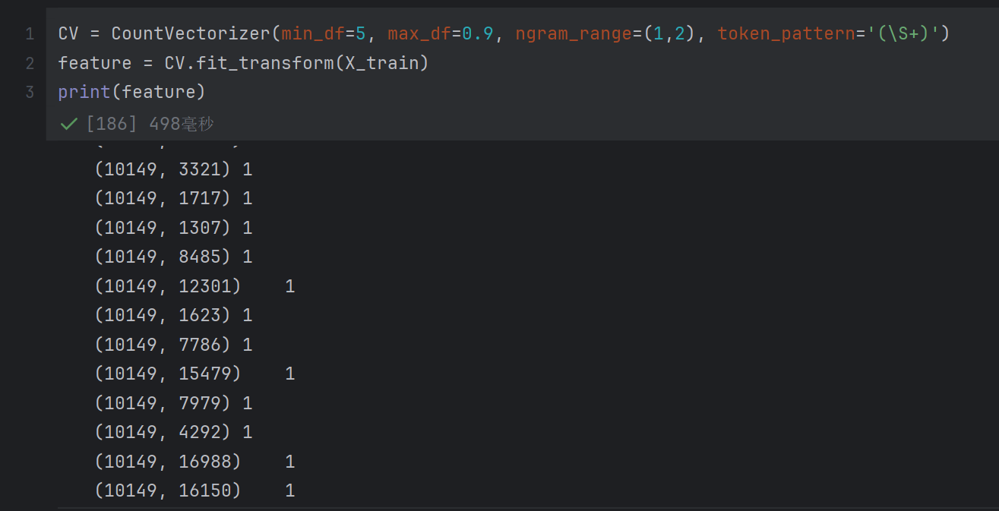 1 CV = CountVectorizer(min_df=5, max_df=0.9, ngram_range=(1,2), token_pattern='(\S+)')
2 feature = CV.fit_transform(X_train)
3 print(feature)
[186] 498毫秒
(10149, 3321) 1
(10149, 1717) 1
(10149, 1307) 1
(10149, 8485) 1
(10149, 12301) 1
(10149, 1623) 1
(10149, 7786) 1
(10149, 15479) 1
(10149, 7979) 1
(10149, 4292) 1
(10149, 16988) 1
(10149, 16150) 1